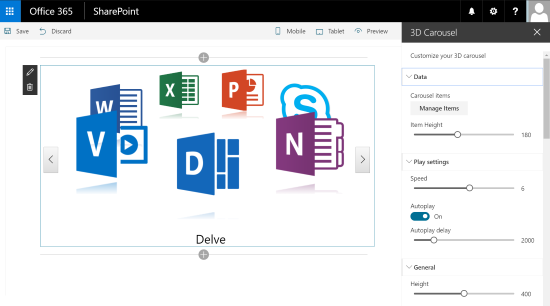 Office 365
SharePoint
?
Save
Discard
Mobile
Tablet
Preview
3D Carousel
Customize your 3D carousel
Data
Carousel items
Manage Items
Item Height
180
Play settings
Speed
6
Autoplay
On
Autoplay delay
2000
General
Height
400
W
X
P
S
V
D
N
Delve